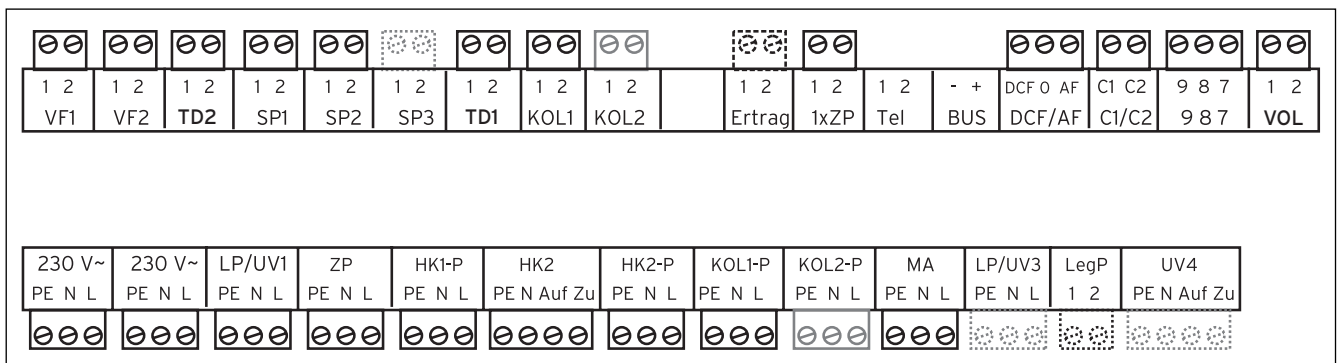 1 2 1 2 1 2 1 2 1 2 1 2 1 2 1 2 1 2 1 2 1 2 1 2 - + DCF O AF C1 C2 9 8 7 1 2
VF1 VF2 TD2 SP1 SP2 SP3 TD1 KOL1 KOL2 Ertrag 1xZP Tel BUS DCF/AF C1/C2 9 8 7 VOL
230 V~ 230 V~ LP/UV1 ZP HK1-P HK2 HK2-P KOL1-P KOL2-P MA LP/UV3 LegP UV4
PE N L PE N L PE N L PE N L PE N L PE N Auf Zu PE N L PE N L PE N L PE N L PE N L 1 2 PE N Auf Zu